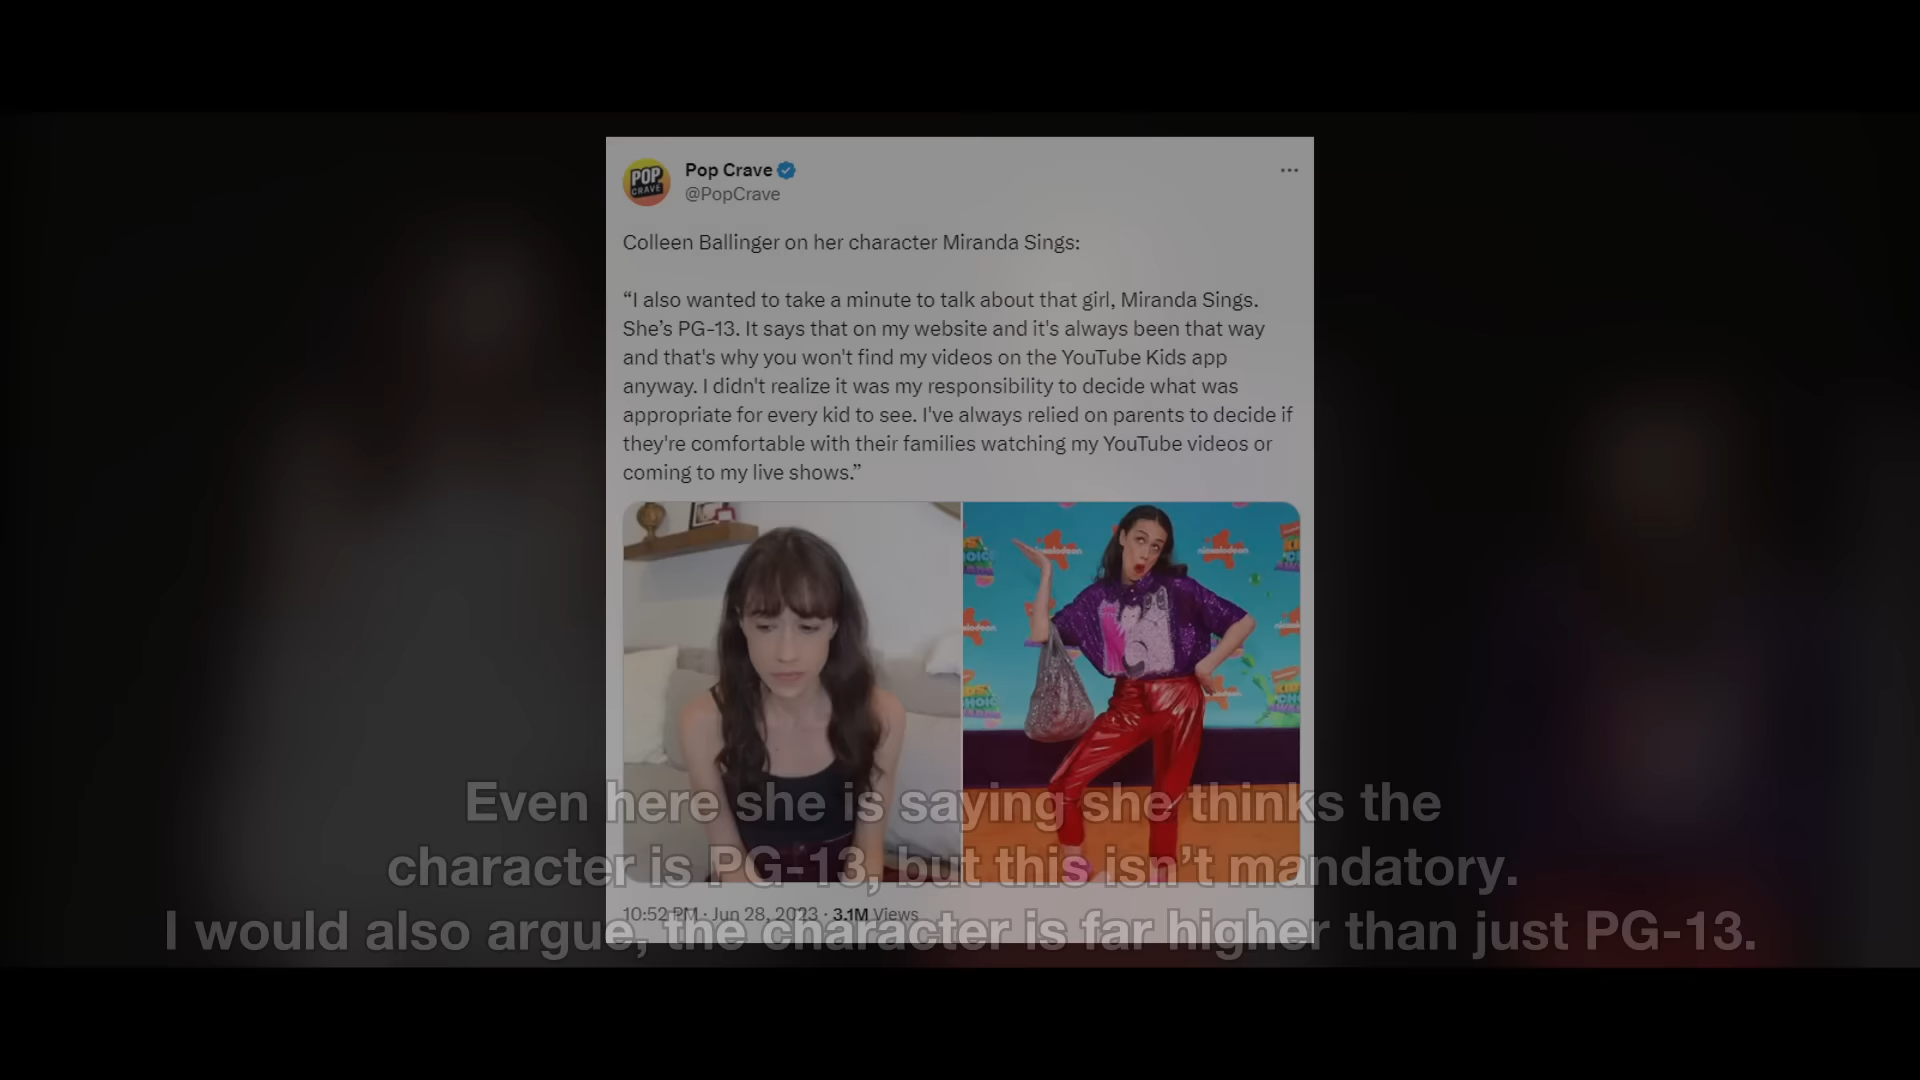 POP
CRAVE
Pop Crave
@PopCrave
Colleen Ballinger on her character Miranda Sings:
“I also wanted to take a minute to talk about that girl, Miranda Sings.
She’s PG-13. It says that on my website and it's always been that way
and that's why you won't find my videos on the YouTube Kids app
anyway. I didn't realize it was my responsibility to decide what was
appropriate for every kid to see. I've always relied on parents to decide if
they're comfortable with their families watching my YouTube videos or
coming to my live shows.”
nickelodeon
nickelodeon
10:52 PM · Jun 28, 2023 · 3.1M Views
Even here she is saying she thinks the
character is PG-13, but this isn’t mandatory.
I would also argue, the character is far higher than just PG-13.